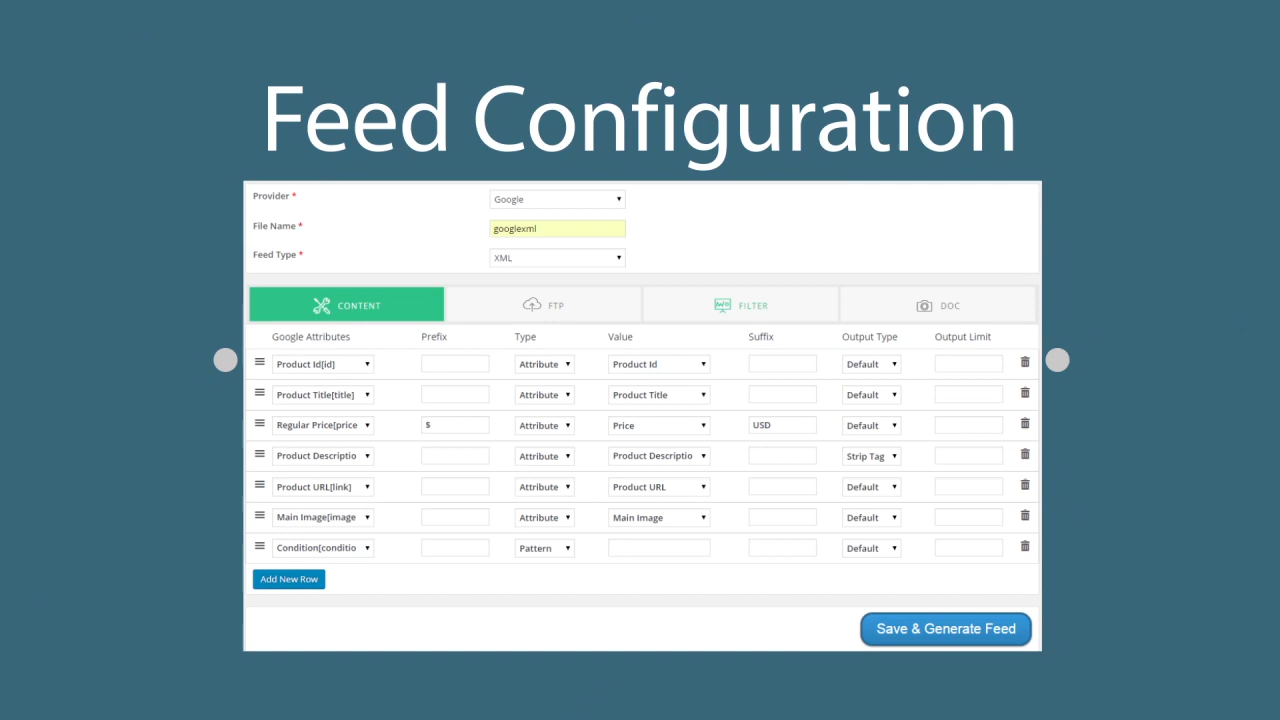 Feed Configuration
Provider *
Google
File Name *
googlexml
Feed Type *
XML
CONTENT FTP FILTER DOC
Google Attributes Prefix Type Value Suffix Output Type Output Limit
Product Id[id] Attribute Product Id Default
Product Title[title] Attribute Product Title Default
Regular Price[price $ Attribute Price USD Default
Product Descriptio Attribute Product Descriptio Strip Tag
Product URL[link] Attribute Product URL Default
Main Image[image Attribute Main Image Default
Condition[conditio Pattern Default
Add New Row
Save & Generate Feed